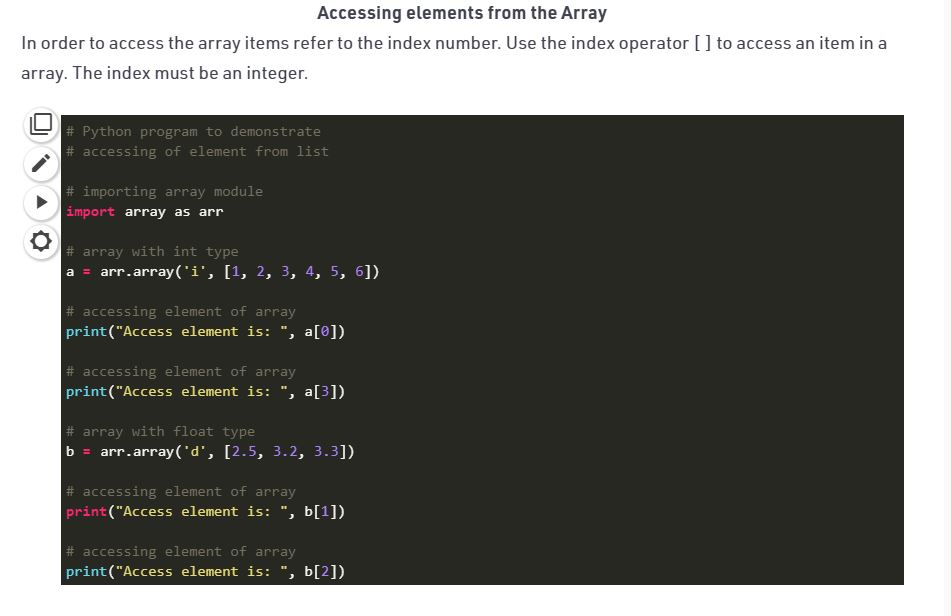 Accessing elements from the Array
In order to access the array items refer to the index number. Use the index operator [ ] to access an item in a
array. The index must be an integer.
# Python program to demonstrate
# accessing of element from list
# importing array module
import array as arr
# array with int type
a = arr.array('i', [1, 2, 3, 4, 5, 6])
# accessing element of array
print("Access element is: ", a[0])
# accessing element of array
print("Access element is: ", a[3])
# array with float type
b = arr.array('d', [2.5, 3.2, 3.3])
# accessing element of array
print("Access element is: ", b[1])
# accessing element of array
print("Access element is: ", b[2])